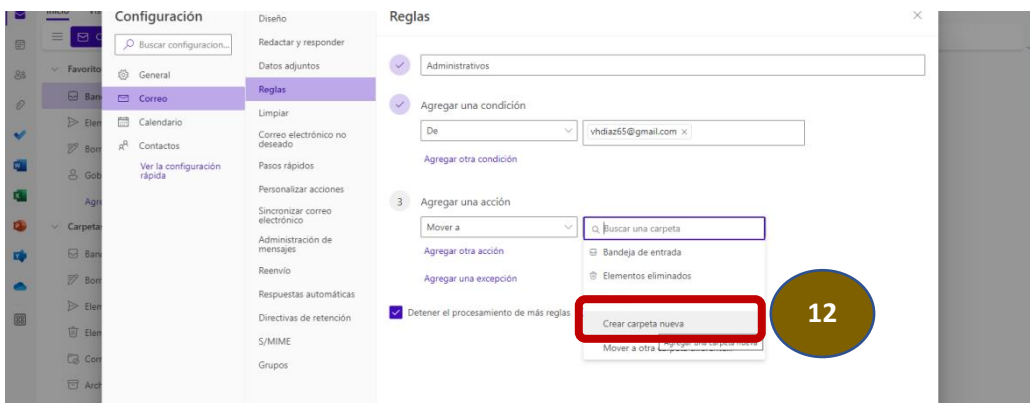 Inicio
Configuración
Buscar configuracion...
General
Correo
Calendario
Contactos
Ver la configuración
rápida
Favorito
Carpeta
Diseño
Redactar y responder
Datos adjuntos
Reglas
Limpiar
Correo electrónico no
deseado
Pasos rápidos
Personalizar acciones
Sincronizar correo
electrónico
Administración de
mensajes
Reenvío
Respuestas automáticas
Directivas de retención
S/MIME
Grupos
Reglas
Administrativos
Agregar una condición
De
vhdiaz65@gmail.com
Agregar otra condición
3 Agregar una acción
Mover a
Buscar una carpeta
Agregar otra acción
Bandeja de entrada
Agregar una excepción
Elementos eliminados
Detener el procesamiento de más reglas
Crear carpeta nueva
Agregar una carpeta nueva
Mover a otra
12